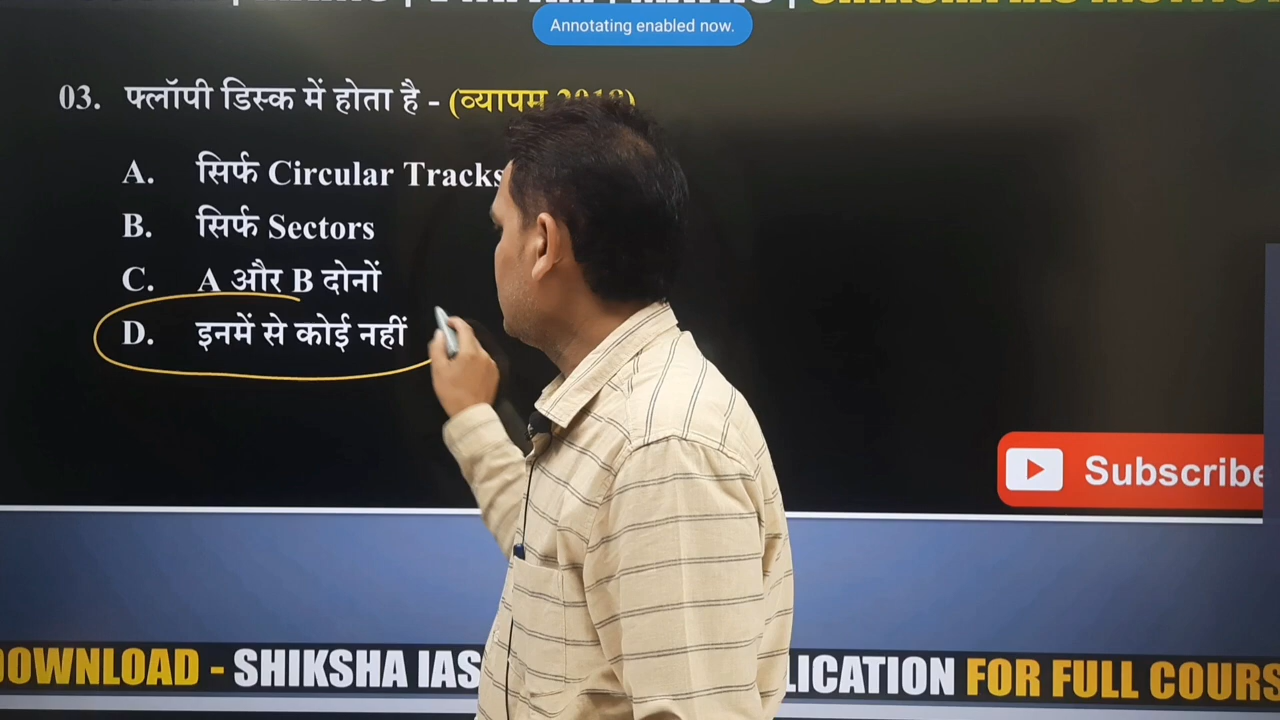 Annotating enabled now.
03. फ्लॉपी डिस्क में होता है - (व्यापम 2018)
A. सिर्फ Circular Tracks
B. सिर्फ Sectors
C. A और B दोनों
D. इनमें से कोई नहीं
Subscribe
DOWNLOAD - SHIKSHA IAS LICATION FOR FULL COURS